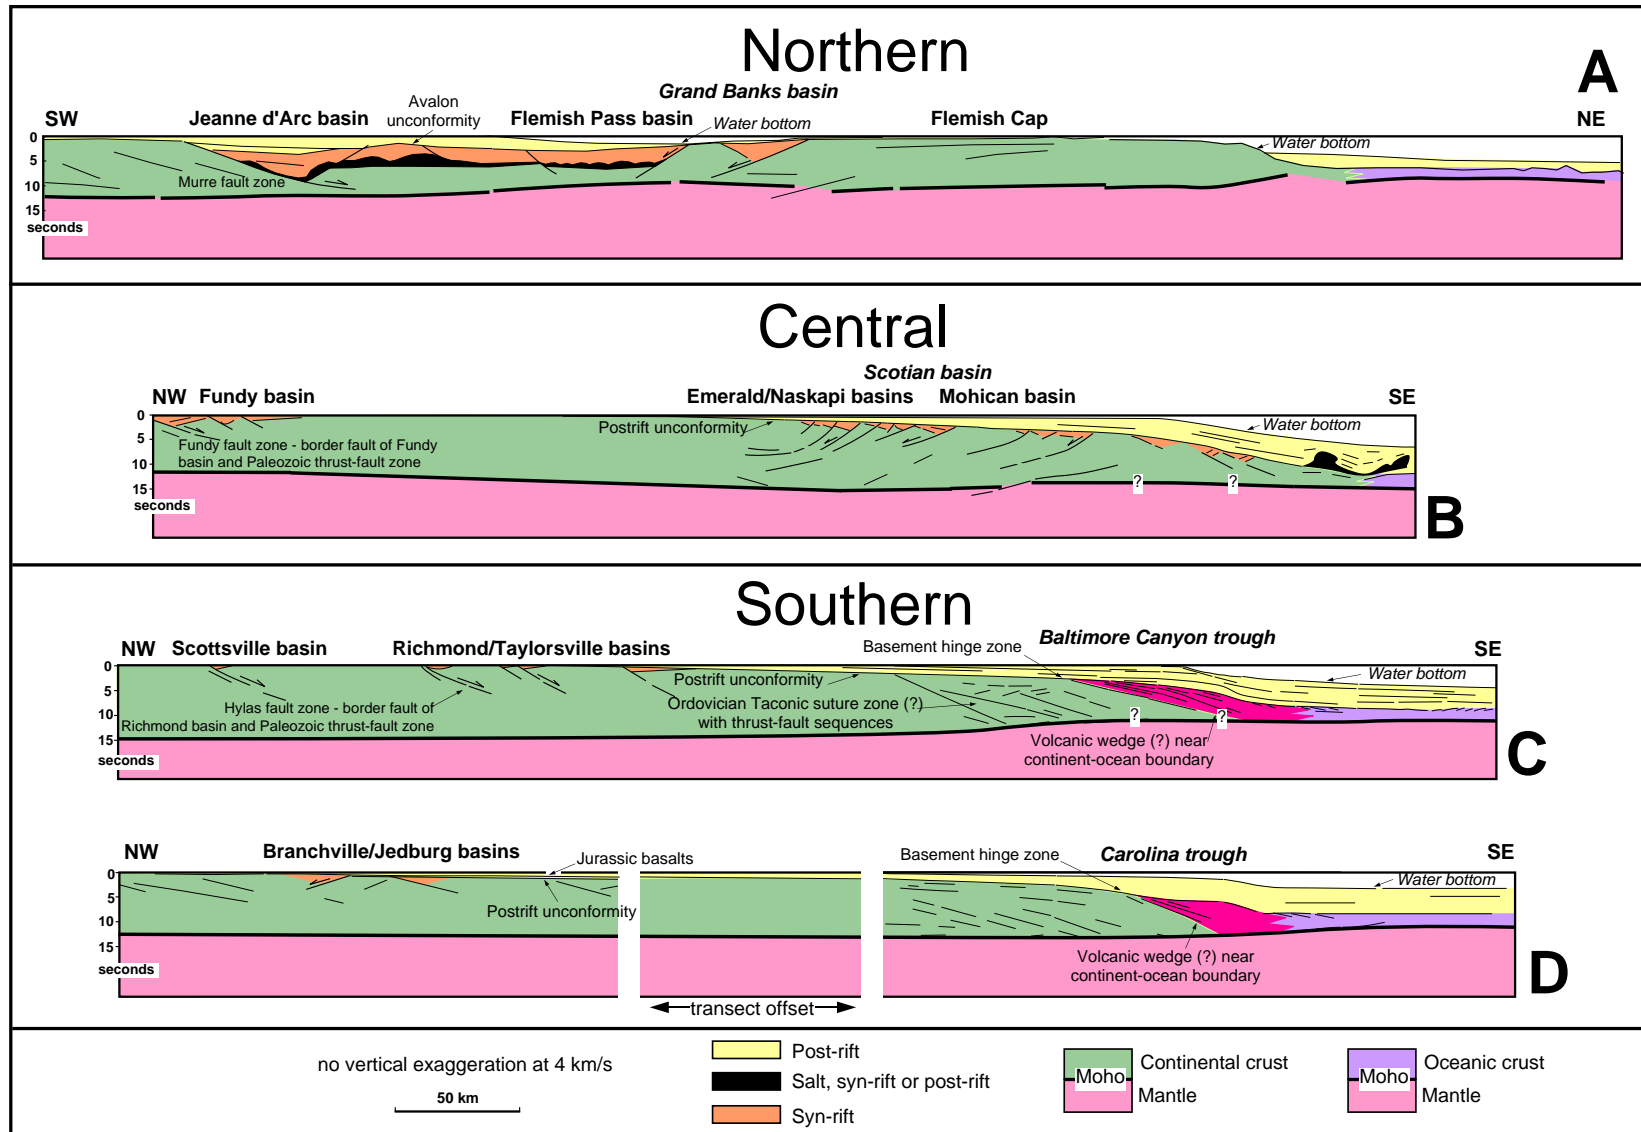 Northern
A
Grand Banks basin
SW
Jeanne d'Arc basin
Avalon
unconformity
Flemish Pass basin
Water bottom
Flemish Cap
NE
Water bottom
Murre fault zone
0
5
10
15
seconds
Central
Scotian basin
NW
Fundy basin
Emerald/Naskapi basins
Mohican basin
SE
Postrift unconformity
Water bottom
Fundy fault zone - border fault of Fundy
basin and Paleozoic thrust-fault zone
0
5
10
15
seconds
?
?
B
Southern
NW
Scottsville basin
Richmond/Taylorsville basins
Basement hinge zone
Baltimore Canyon trough
SE
Water bottom
Postrift unconformity
Ordovician Taconic suture zone (?)
with thrust-fault sequences
Hylas fault zone - border fault of
Richmond basin and Paleozoic thrust-fault zone
0
5
10
15
seconds
?
?
Volcanic wedge (?) near
continent-ocean boundary
C
NW
Branchville/Jedburg basins
Jurassic basalts
Basement hinge zone
Carolina trough
SE
Water bottom
Postrift unconformity
0
5
10
15
seconds
Volcanic wedge (?) near
continent-ocean boundary
D
transect offset
no vertical exaggeration at 4 km/s
50 km
Post-rift
Salt, syn-rift or post-rift
Syn-rift
Continental crust
Moho
Mantle
Oceanic crust
Moho
Mantle